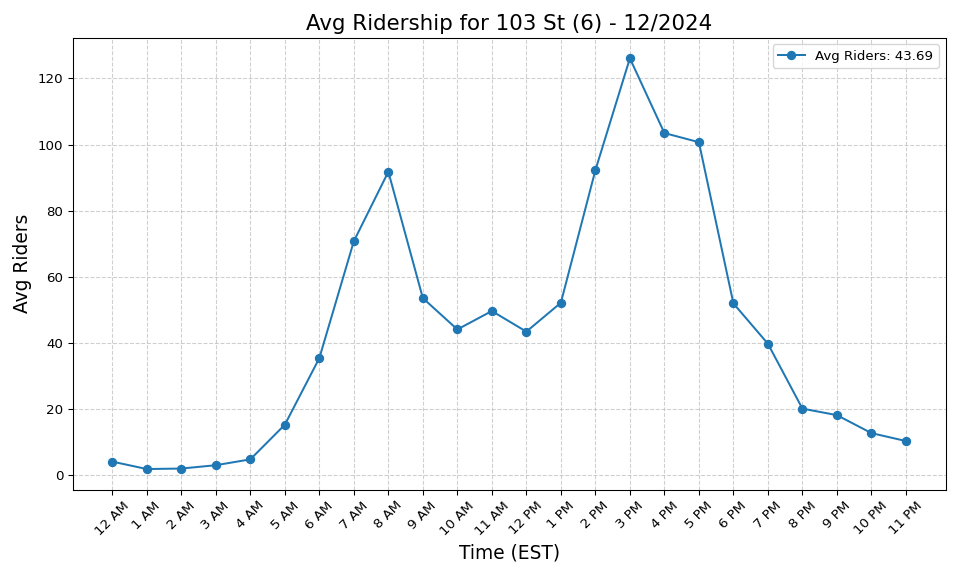 Avg Ridership for 103 St (6) - 12/2024
Avg Riders: 43.69
Avg Riders
120
100
80
60
40
20
0
12 AM
1 AM
2 AM
3 AM
4 AM
5 AM
6 AM
7 AM
8 AM
9 AM
10 AM
11 AM
12 PM
1 PM
2 PM
3 PM
4 PM
5 PM
6 PM
7 PM
8 PM
9 PM
10 PM
11 PM
Time (EST)